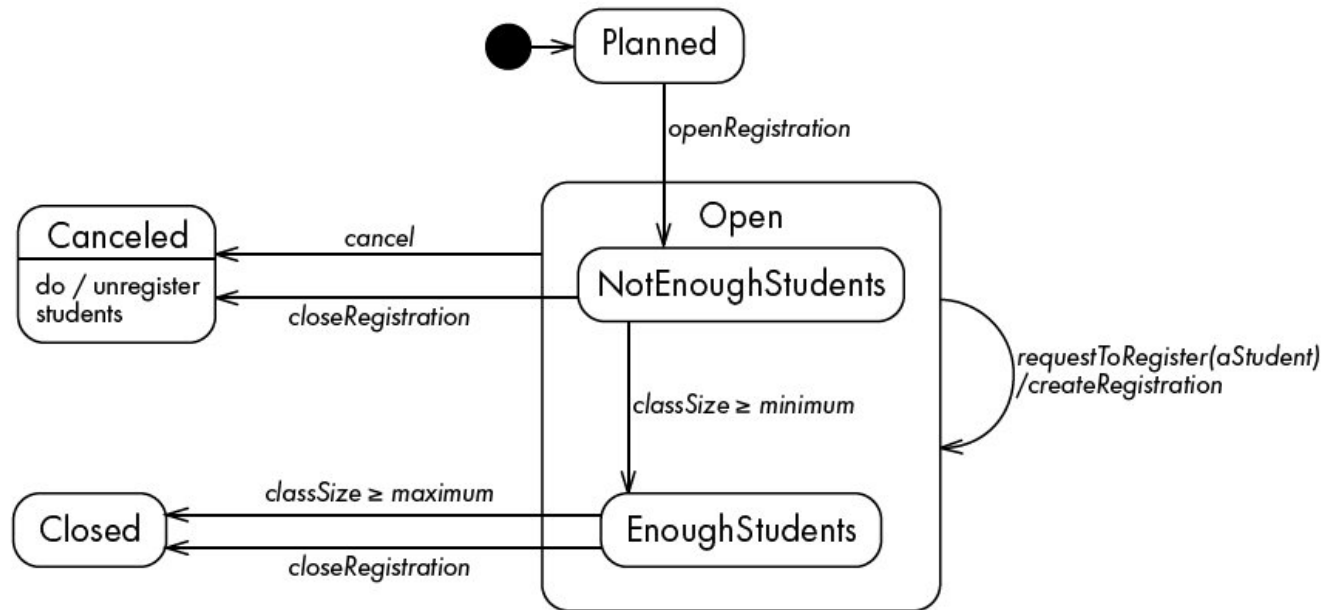 Planned
openRegistration
Open
Canceled
cancel
do / unregister
students
NotEnoughStudents
closeRegistration
requestToRegister(aStudent)
/createRegistration
classSize ≥ minimum
classSize ≥ maximum
Closed
EnoughStudents
closeRegistration